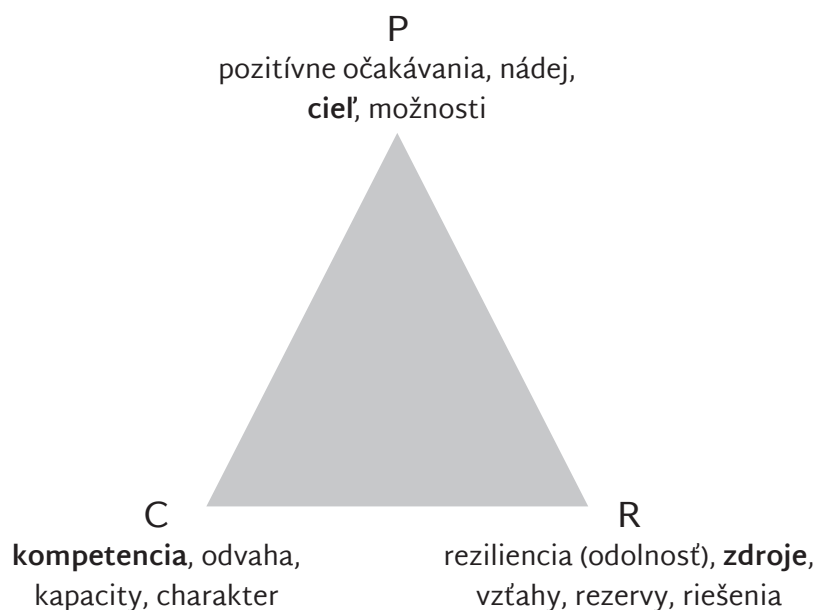 P
pozitívne očakávania, nádej,
cieľ, možnosti
C
kompetencia, odvaha,
kapacity, charakter
R
reziliencia (odolnosť), zdroje,
vzťahy, rezervy, riešenia